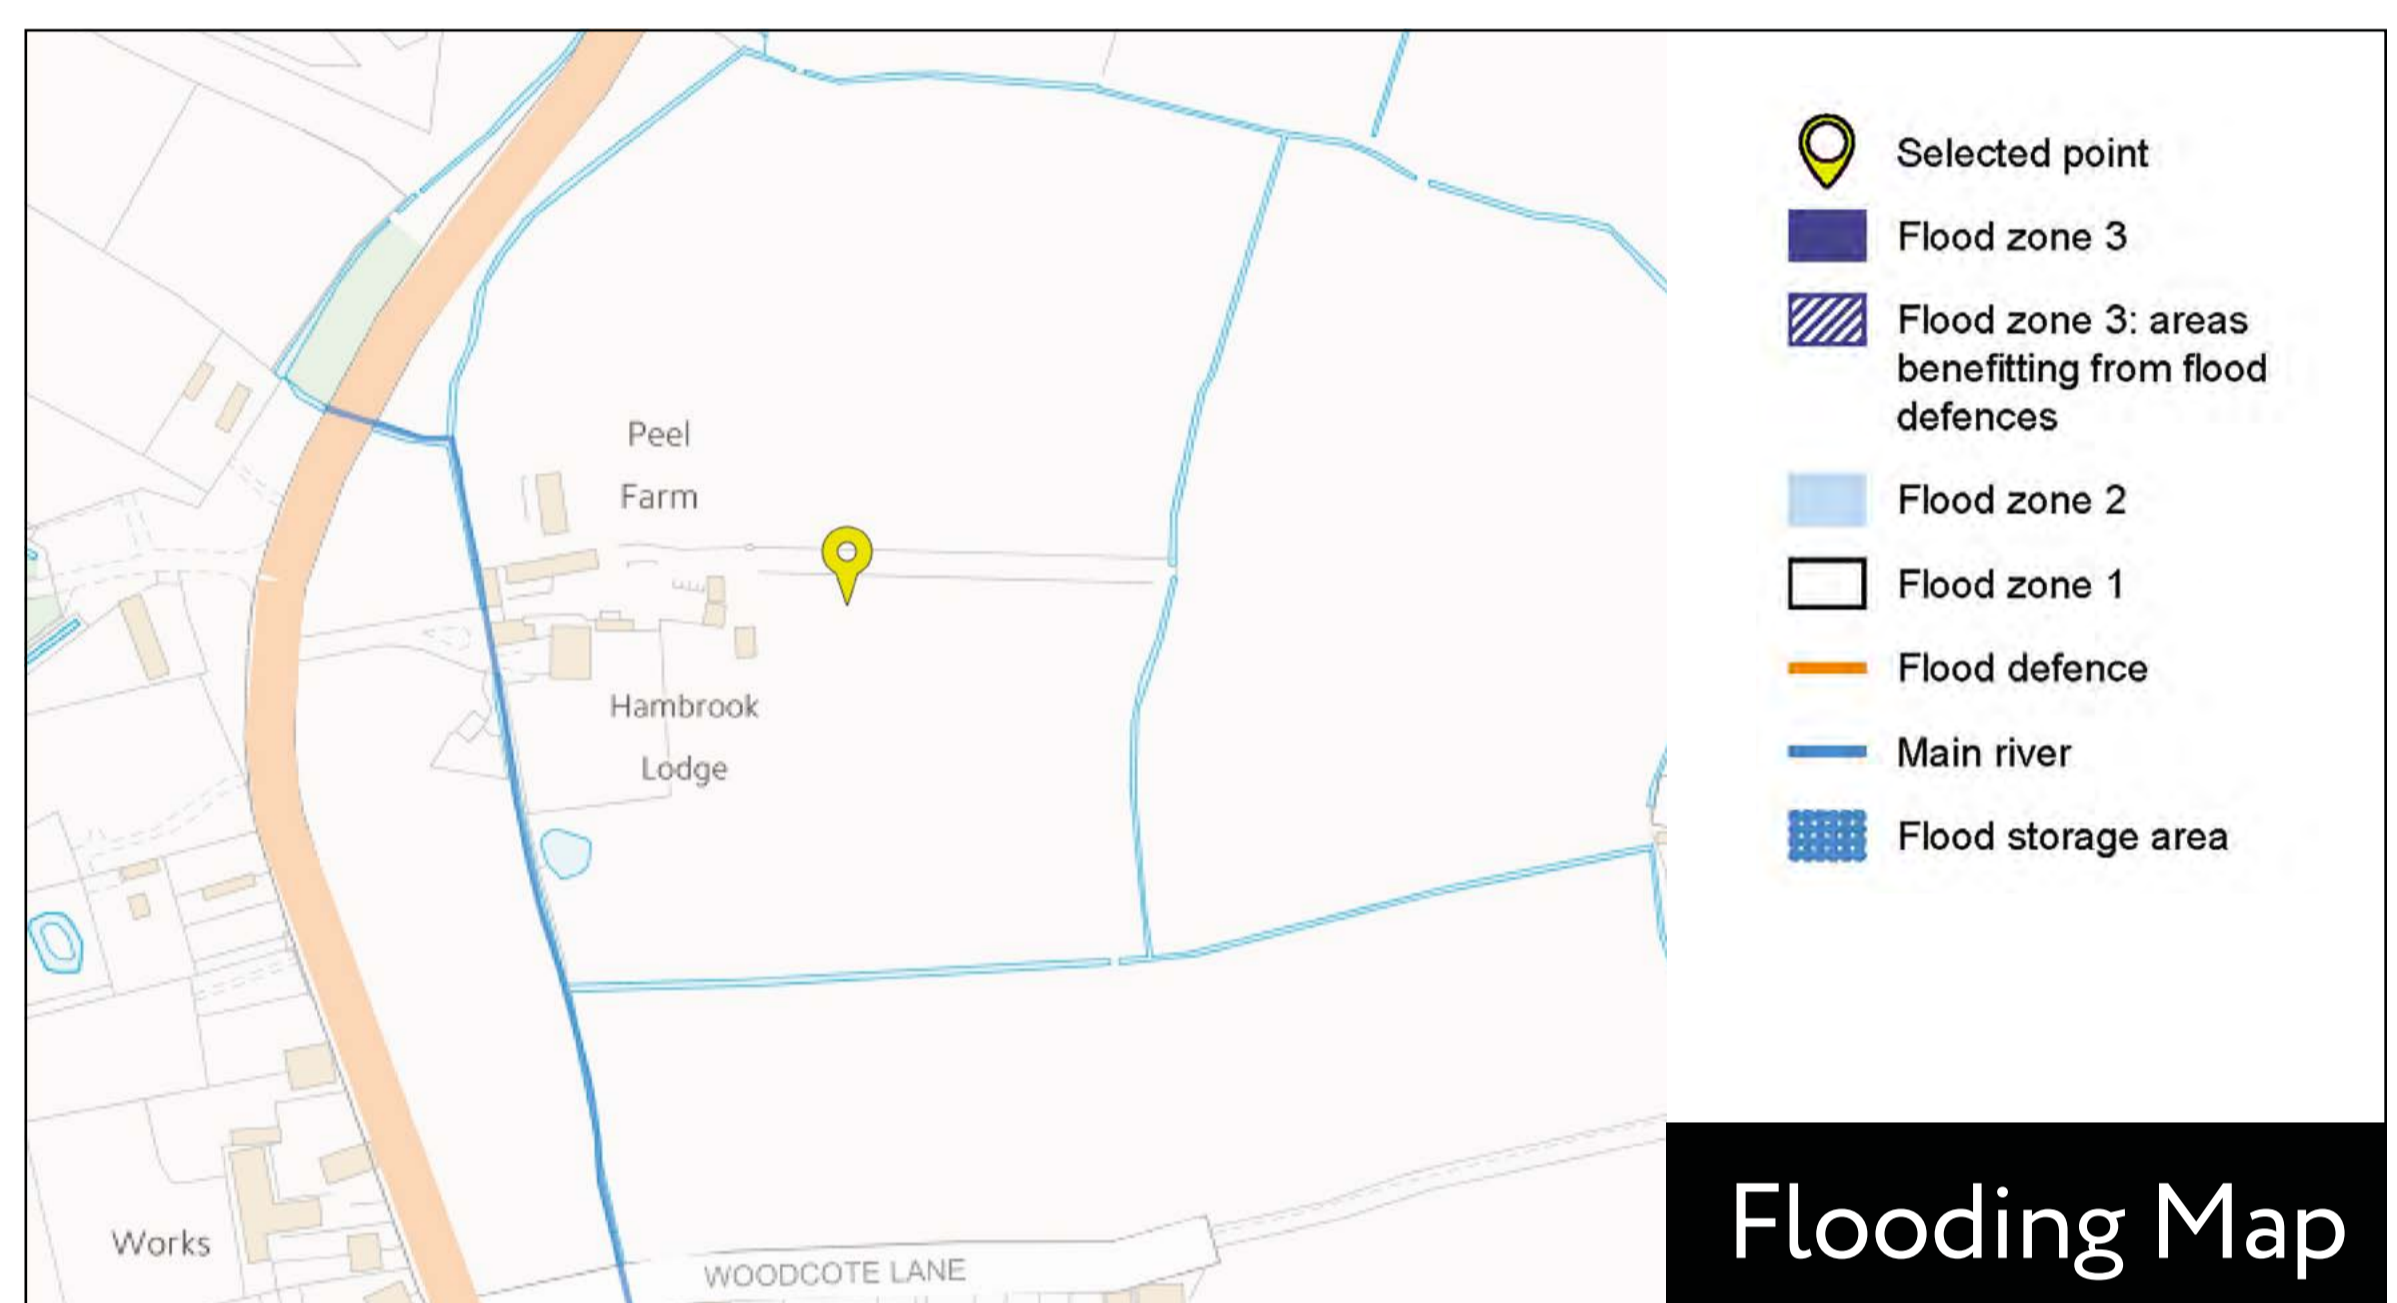 Peel
Farm
Hambrook
Lodge
Works
WOODCOTE LANE
Selected point
Flood zone 3
Flood zone 3: areas
benefitting from flood
defences
Flood zone 2
Flood zone 1
Flood defence
Main river
Flood storage area
Flooding Map